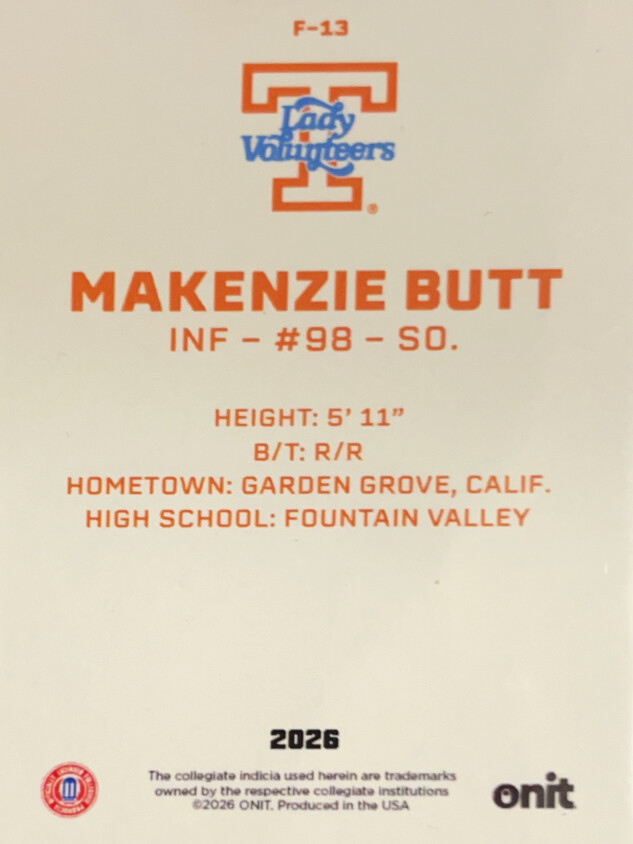 F-13
T
Lady
Volunteers
®
MAKENZIE BUTT
INF – #98 – SO.
HEIGHT: 5' 11"
B/T: R/R
HOMETOWN: GARDEN GROVE, CALIF.
HIGH SCHOOL: FOUNTAIN VALLEY
2026
The collegiate indicia used herein are trademarks
owned by the respective collegiate institutions
©2026 ONIT. Produced in the USA
onit